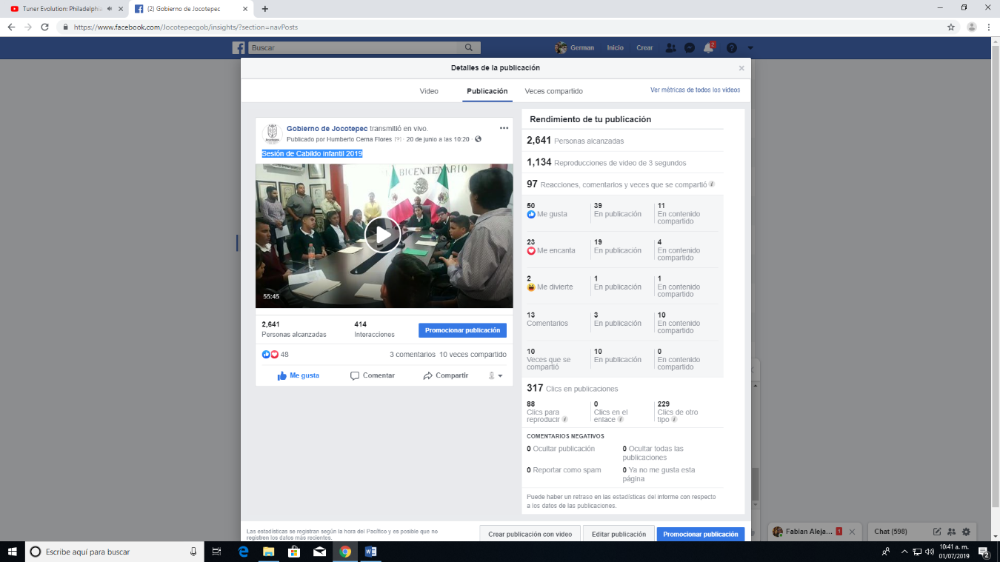 Tuner Evolution: Philadelphia
(2) Gobierno de Jocotepec
https://www.facebook.com/Jocotepecgob/insights/?section=navPosts
Buscar
German Inicio Crear 2
Detalles de la publicación
Video Publicación Veces compartido Ver métricas de todos los videos
Gobierno de Jocotepec transmitió en vivo.
Publicado por Humberto Cerna Flores [?] · 20 de junio a las 10:20 ·
Sesión de Cabildo infantil 2019
BICENTENARIO
55:45
2,641 414
Personas alcanzadas Interacciones
Promocionar publicación
48 3 comentarios 10 veces compartido
Me gusta Comentar Compartir
Rendimiento de tu publicación
2,641 Personas alcanzadas
1,134 Reproducciones de video de 3 segundos
97 Reacciones, comentarios y veces que se compartió
50 39 11
Me gusta En publicación En contenido
compartido
23 19 4
Me encanta En publicación En contenido
compartido
2 1 1
Me divierte En publicación En contenido
compartido
13 3 10
Comentarios En publicación En contenido
compartido
10 10 0
Veces que se En publicación En contenido
compartió compartido
317 Clics en publicaciones
88 0 229
Clics para Clics en el Clics de otro
reproducir enlace tipo
COMENTARIOS NEGATIVOS
0 Ocultar publicación 0 Ocultar todas las
publicaciones
0 Reportar como spam 0 Ya no me gusta esta
página
Puede haber un retraso en las estadísticas del informe con respecto
a los datos de las publicaciones.
Las estadísticas se registran según la hora del Pacífico y es posible que no
registren los datos más recientes.
Crear publicación con video Editar publicación Promocionar publicación
Fabian Aleja... 1 Chat (598)
Escribe aquí para buscar
10:41 a. m.
01/07/2019
2